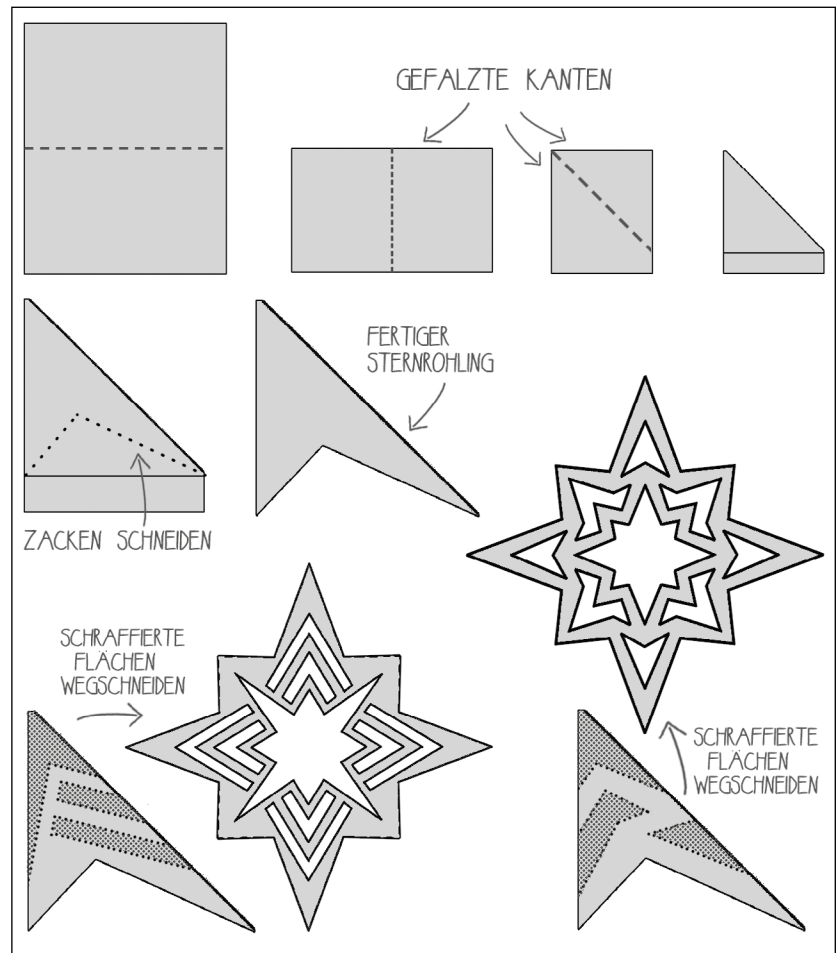 GEFALZTE KANTEN
FERTIGER
STERNROHLING
ZACKEN SCHNEIDEN
SCHRAFFIERTE
FLÄCHEN
WEGSCHNEIDEN
SCHRAFFIERTE
FLÄCHEN
WEGSCHNEIDEN